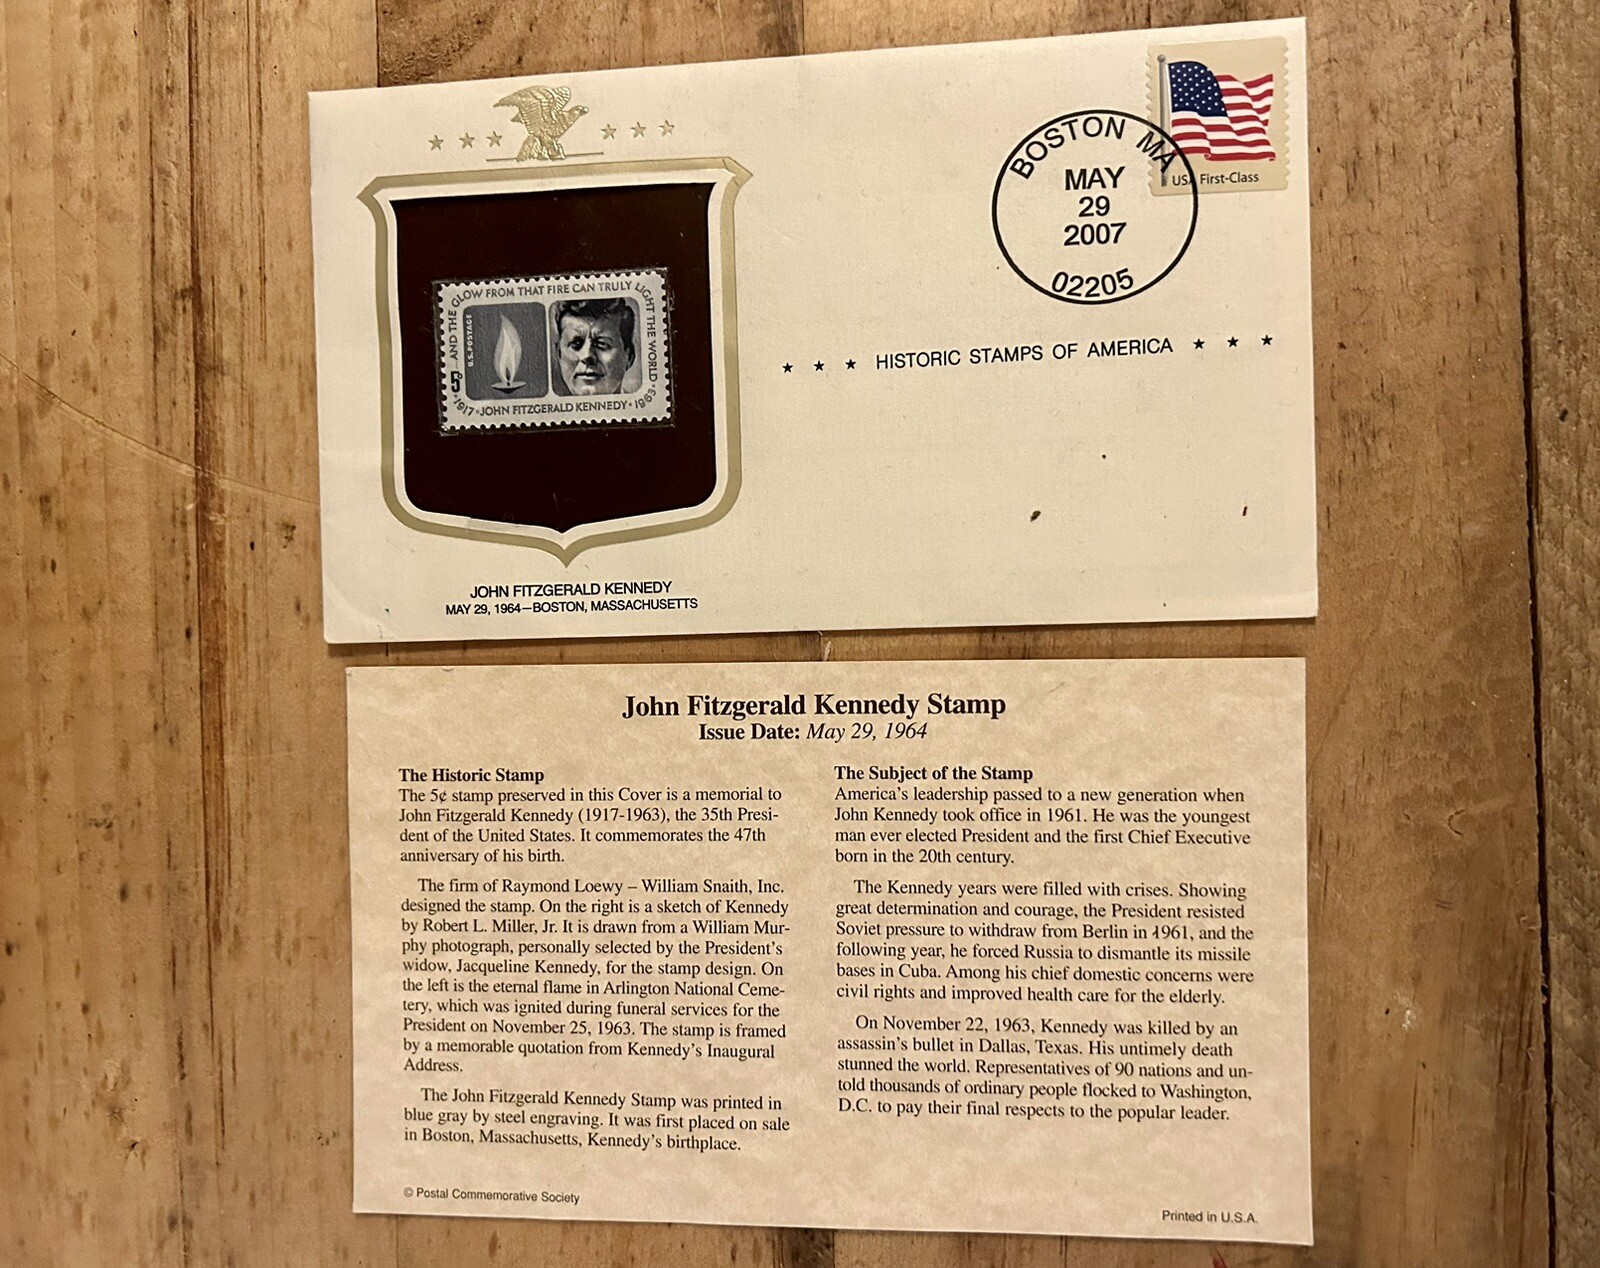 BOSTON MA
MAY
29
2007
02205
USA First-Class
AND THE GLOW FROM THAT FIRE CAN TRULY LIGHT THE WORLD
U.S. POSTAGE
5¢
1917·JOHN FITZGERALD KENNEDY·1963
★ ★ ★ HISTORIC STAMPS OF AMERICA ★ ★ ★
JOHN FITZGERALD KENNEDY
MAY 29, 1964—BOSTON, MASSACHUSETTS
John Fitzgerald Kennedy Stamp
Issue Date: May 29, 1964
The Historic Stamp
The 5¢ stamp preserved in this Cover is a memorial to
John Fitzgerald Kennedy (1917-1963), the 35th Presi-
dent of the United States. It commemorates the 47th
anniversary of his birth.
The firm of Raymond Loewy – William Snaith, Inc.
designed the stamp. On the right is a sketch of Kennedy
by Robert L. Miller, Jr. It is drawn from a William Mur-
phy photograph, personally selected by the President's
widow, Jacqueline Kennedy, for the stamp design. On
the left is the eternal flame in Arlington National Ceme-
tery, which was ignited during funeral services for the
President on November 25, 1963. The stamp is framed
by a memorable quotation from Kennedy's Inaugural
Address.
The John Fitzgerald Kennedy Stamp was printed in
blue gray by steel engraving. It was first placed on sale
in Boston, Massachusetts, Kennedy's birthplace.
The Subject of the Stamp
America's leadership passed to a new generation when
John Kennedy took office in 1961. He was the youngest
man ever elected President and the first Chief Executive
born in the 20th century.
The Kennedy years were filled with crises. Showing
great determination and courage, the President resisted
Soviet pressure to withdraw from Berlin in 1961, and the
following year, he forced Russia to dismantle its missile
bases in Cuba. Among his chief domestic concerns were
civil rights and improved health care for the elderly.
On November 22, 1963, Kennedy was killed by an
assassin's bullet in Dallas, Texas. His untimely death
stunned the world. Representatives of 90 nations and un-
told thousands of ordinary people flocked to Washington,
D.C. to pay their final respects to the popular leader.
© Postal Commemorative Society
Printed in U.S.A.